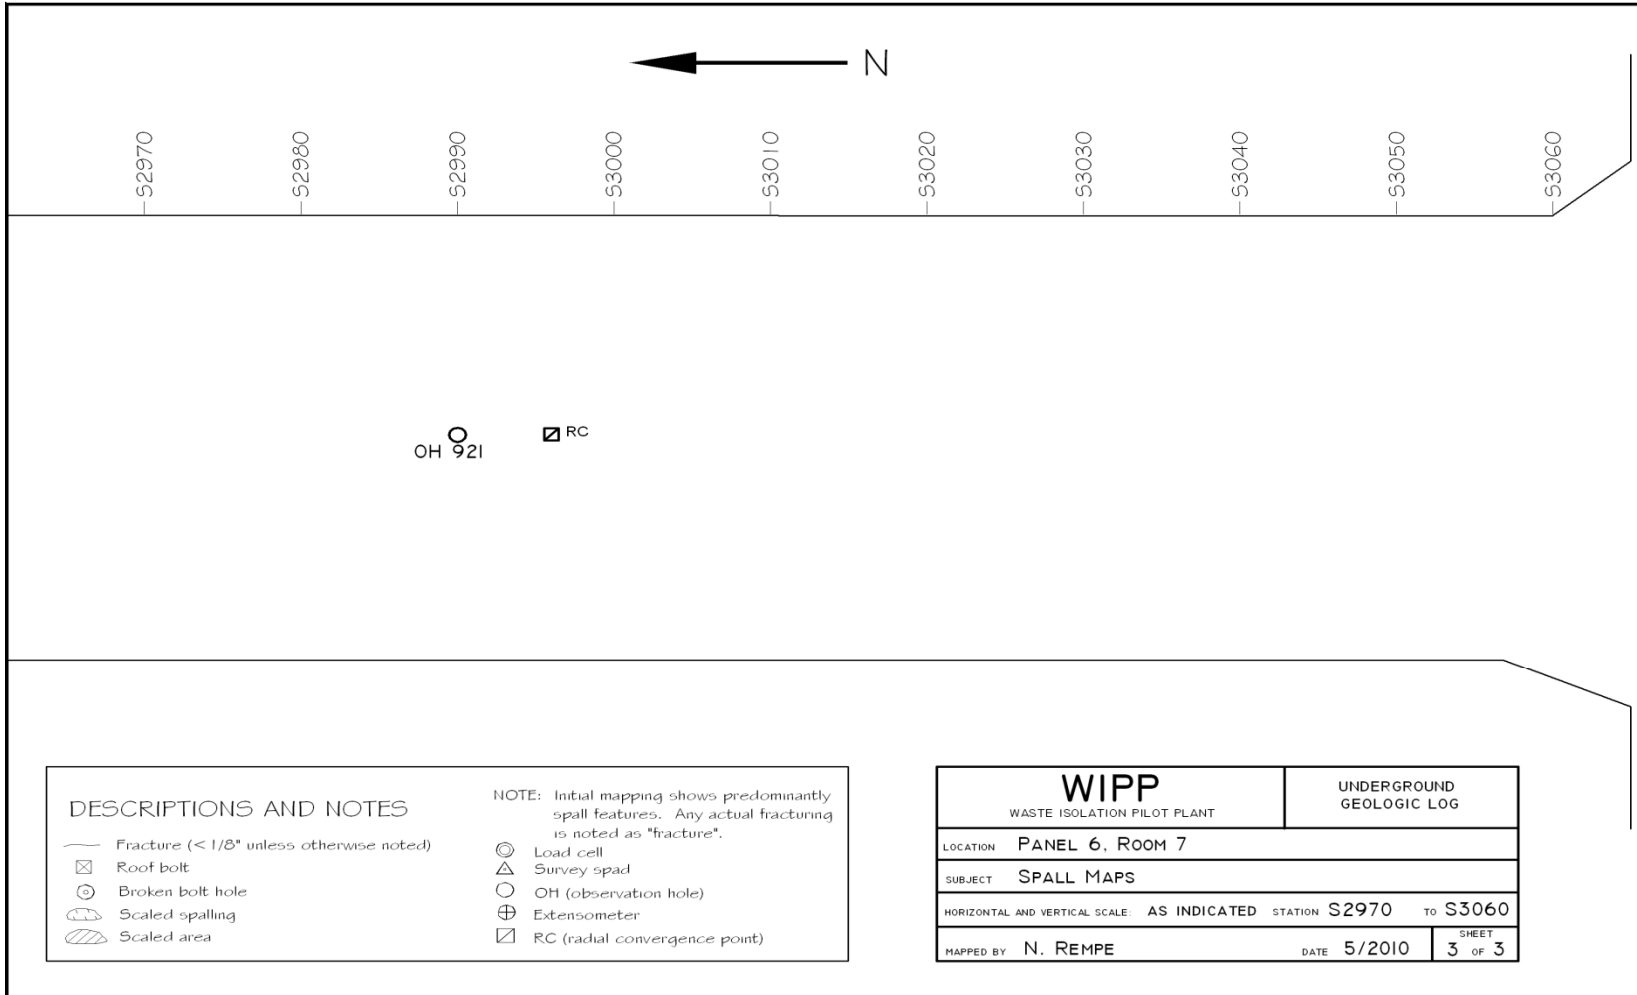 N
S2970
S2980
S2990
S3000
S3010
S3020
S3030
S3040
S3050
S3060
RC
OH 921
DESCRIPTIONS AND NOTES
Fracture (< 1/8" unless otherwise noted)
Roof bolt
Broken bolt hole
Scaled spalling
Scaled area
NOTE: Initial mapping shows predominantly
spall features. Any actual fracturing
is noted as "fracture".
Load cell
Survey spad
OH (observation hole)
Extensometer
RC (radial convergence point)
WIPP
WASTE ISOLATION PILOT PLANT
UNDERGROUND
GEOLOGIC LOG
LOCATION PANEL 6, ROOM 7
SUBJECT SPALL MAPS
HORIZONTAL AND VERTICAL SCALE: AS INDICATED STATION S2970 TO S3060
MAPPED BY N. REMPE DATE 5/2010
SHEET
3 OF 3